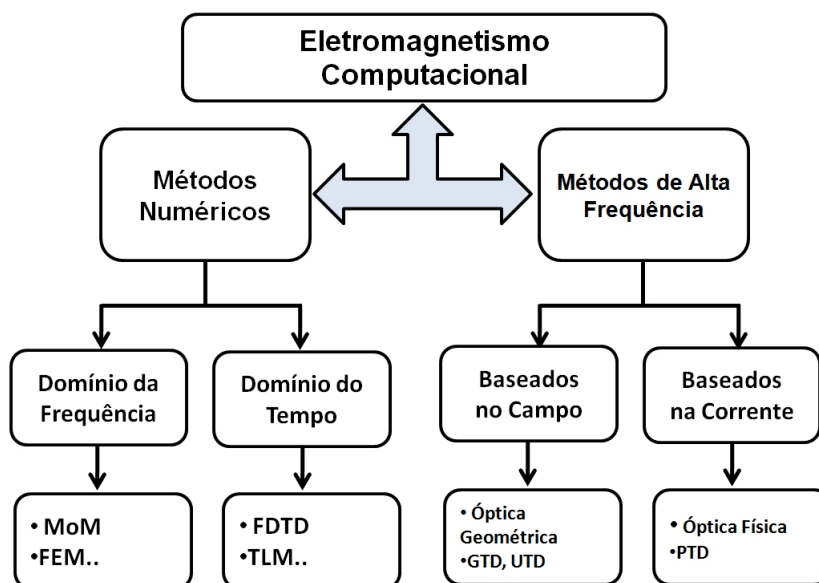 Eletromagnetismo
Computacional
Métodos
Numéricos
Métodos de Alta
Frequência
Domínio da
Frequência
Domínio do
Tempo
Baseados
no Campo
Baseados
na Corrente
• MoM
• FEM..
• FDTD
•TLM..
• Óptica
Geométrica
•GTD, UTD
• Óptica Física
•PTD